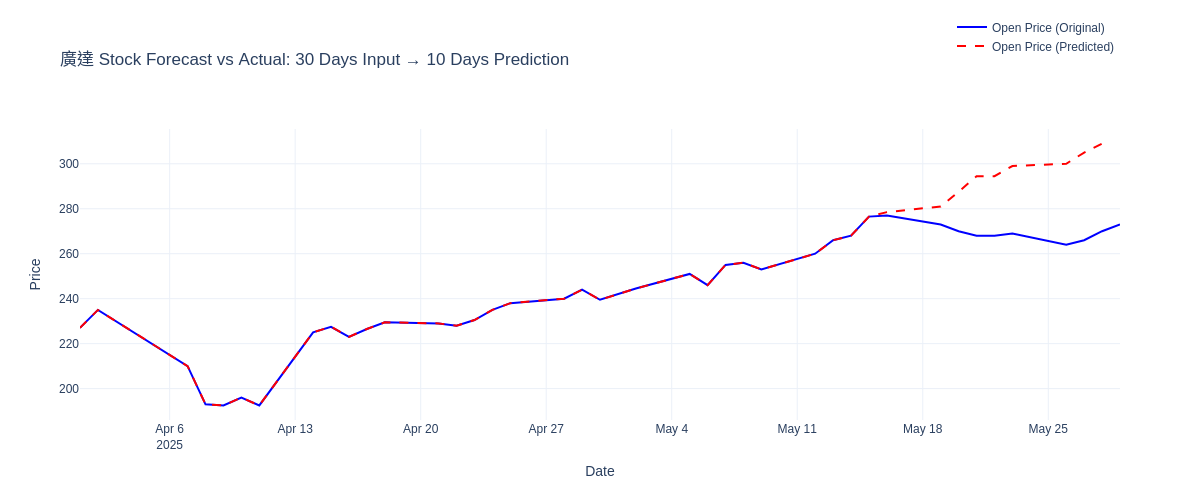 Open Price (Original)
Open Price (Predicted)
廣達 Stock Forecast vs Actual: 30 Days Input → 10 Days Prediction
300
280
260
240
220
200
Price
Apr 6
2025
Apr 13
Apr 20
Apr 27
May 4
May 11
May 18
May 25
Date